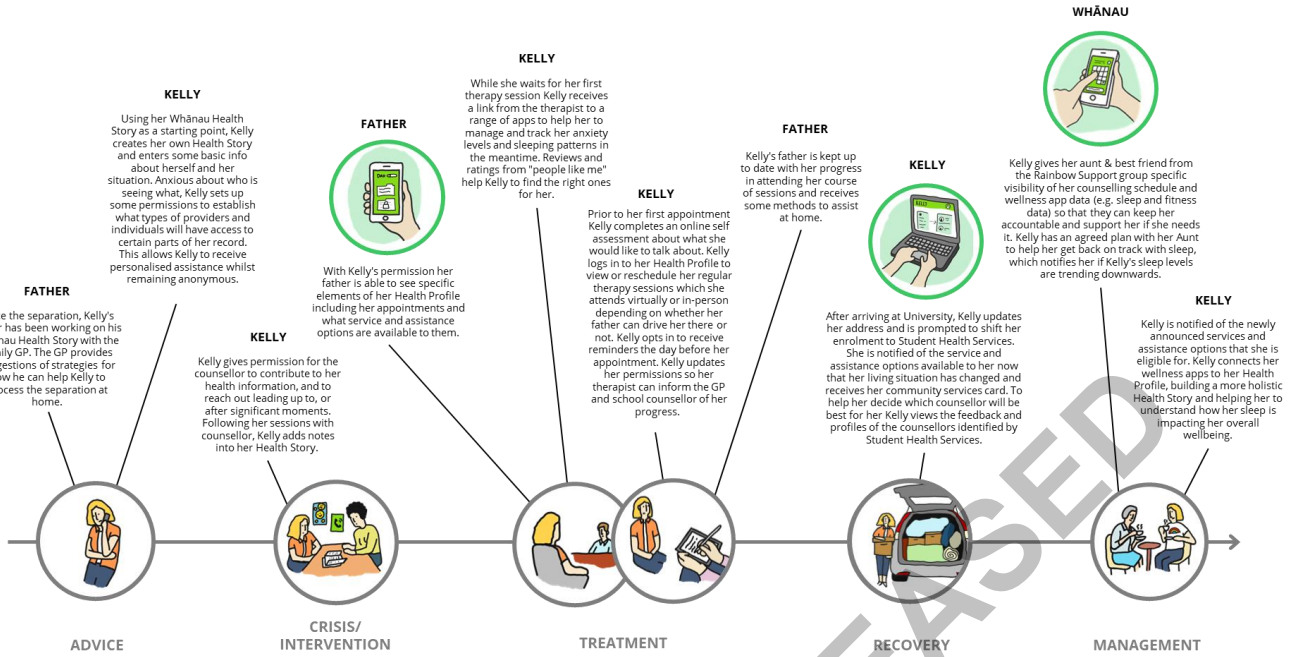 WHĀNAU
KELLY
Using her Whānau Health
Story as a starting point, Kelly
creates her own Health Story
and enters some basic info
about herself and her
situation. Anxious about who is
seeing what, Kelly sets up
some permissions to establish
what types of providers and
individuals will have access to
certain parts of her record.
This allows Kelly to receive
personalised assistance whilst
remaining anonymous.
FATHER
e the separation, Kelly's
r has been working on his
nau Health Story with the
ily GP. The GP provides
gestions of strategies for
ow he can help Kelly to
ocess the separation at
home.
KELLY
Kelly gives permission for the
counsellor to contribute to her
health information, and to
reach out leading up to, or
after significant moments.
Following her sessions with
counsellor, Kelly adds notes
into her Health Story.
FATHER
With Kelly's permission her
father is able to see specific
elements of her Health Profile
including her appointments and
what service and assistance
options are available to them.
KELLY
While she waits for her first
therapy session Kelly receives
a link from the therapist to a
range of apps to help her to
manage and track her anxiety
levels and sleeping patterns in
the meantime. Reviews and
ratings from "people like me"
help Kelly to find the right ones
for her.
KELLY
Prior to her first appointment
Kelly completes an online self
assessment about what she
would like to talk about. Kelly
logs in to her Health Profile to
view or reschedule her regular
therapy sessions which she
attends virtually or in-person
depending on whether her
father can drive her there or
not. Kelly opts in to receive
reminders the day before her
appointment. Kelly updates
her permissions so her
therapist can inform the GP
and school counsellor of her
progress.
FATHER
Kelly's father is kept up
to date with her progress
in attending her course
of sessions and receives
some methods to assist
at home.
KELLY
KELLY
After arriving at University, Kelly updates
her address and is prompted to shift her
enrolment to Student Health Services.
She is notified of the service and
assistance options available to her now
that her living situation has changed and
receives her community services card. To
help her decide which counsellor will be
best for her Kelly views the feedback and
profiles of the counsellors identified by
Student Health Services.
Kelly gives her aunt & best friend from
the Rainbow Support group specific
visibility of her counselling schedule and
wellness app data (e.g. sleep and fitness
data) so that they can keep her
accountable and support her if she needs
it. Kelly has an agreed plan with her Aunt
to help her get back on track with sleep,
which notifies her if Kelly's sleep levels
are trending downwards.
KELLY
Kelly is notified of the newly
announced services and
assistance options that she is
eligible for. Kelly connects her
wellness apps to her Health
Profile, building a more holistic
Health Story and helping her to
understand how her sleep is
impacting her overall
wellbeing.
ADVICE
CRISIS/
INTERVENTION
TREATMENT
RECOVERY
MANAGEMENT
EASED